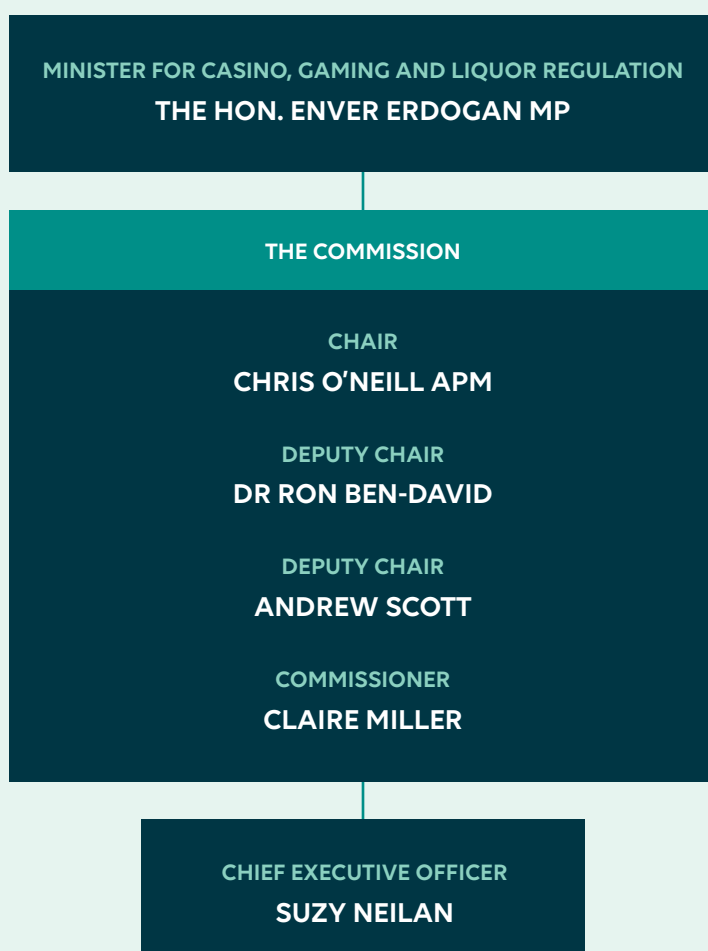 MINISTER FOR CASINO, GAMING AND LIQUOR REGULATION
THE HON. ENVER ERDOGAN MP
THE COMMISSION
CHAIR
CHRIS O'NEILL APM
DEPUTY CHAIR
DR RON BEN-DAVID
DEPUTY CHAIR
ANDREW SCOTT
COMMISSIONER
CLAIRE MILLER
CHIEF EXECUTIVE OFFICER
SUZY NEILAN